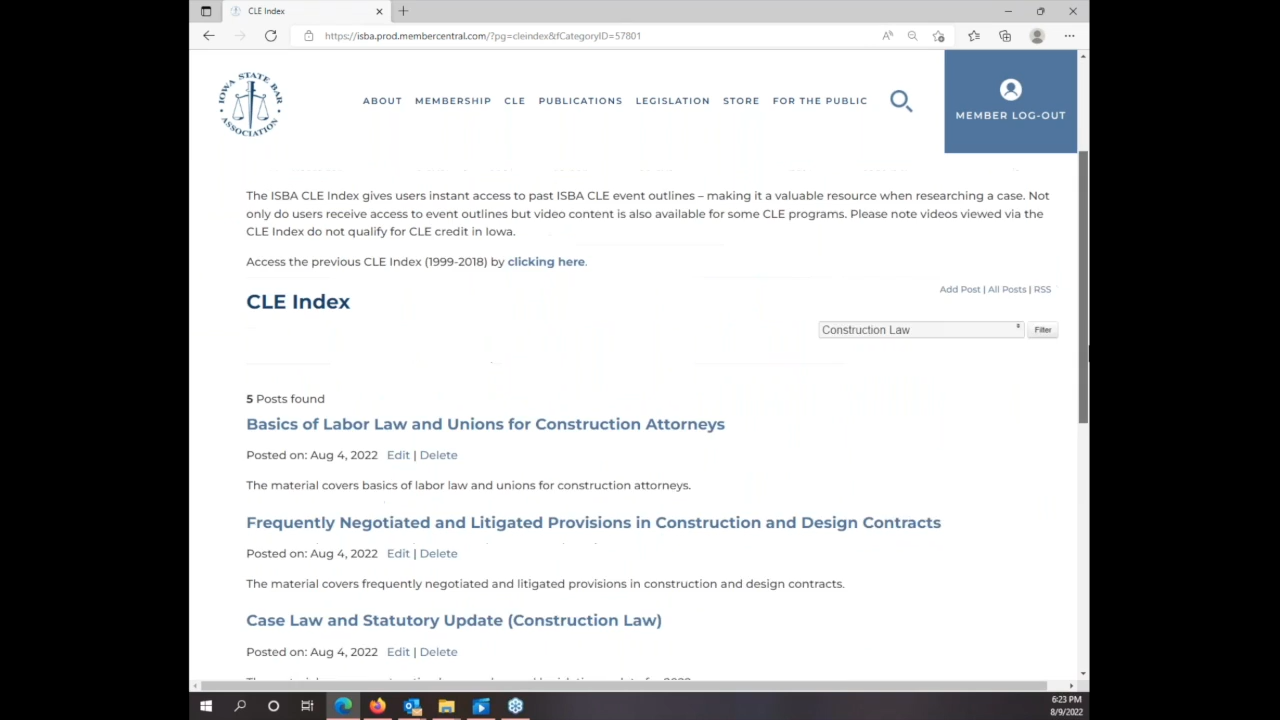 CLE Index
https://isba.prod.membercentral.com/?pg=cleindex&fCategoryID=57801
IOWA STATE BAR ASSOCIATION
ABOUT MEMBERSHIP CLE PUBLICATIONS LEGISLATION STORE FOR THE PUBLIC
MEMBER LOG-OUT
The ISBA CLE Index gives users instant access to past ISBA CLE event outlines – making it a valuable resource when researching a case. Not
only do users receive access to event outlines but video content is also available for some CLE programs. Please note videos viewed via the
CLE Index do not qualify for CLE credit in Iowa.
Access the previous CLE Index (1999-2018) by clicking here.
Add Post | All Posts | RSS
CLE Index
Construction Law Filter
5 Posts found
Basics of Labor Law and Unions for Construction Attorneys
Posted on: Aug 4, 2022 Edit | Delete
The material covers basics of labor law and unions for construction attorneys.
Frequently Negotiated and Litigated Provisions in Construction and Design Contracts
Posted on: Aug 4, 2022 Edit | Delete
The material covers frequently negotiated and litigated provisions in construction and design contracts.
Case Law and Statutory Update (Construction Law)
Posted on: Aug 4, 2022 Edit | Delete
6:23 PM
8/9/2022